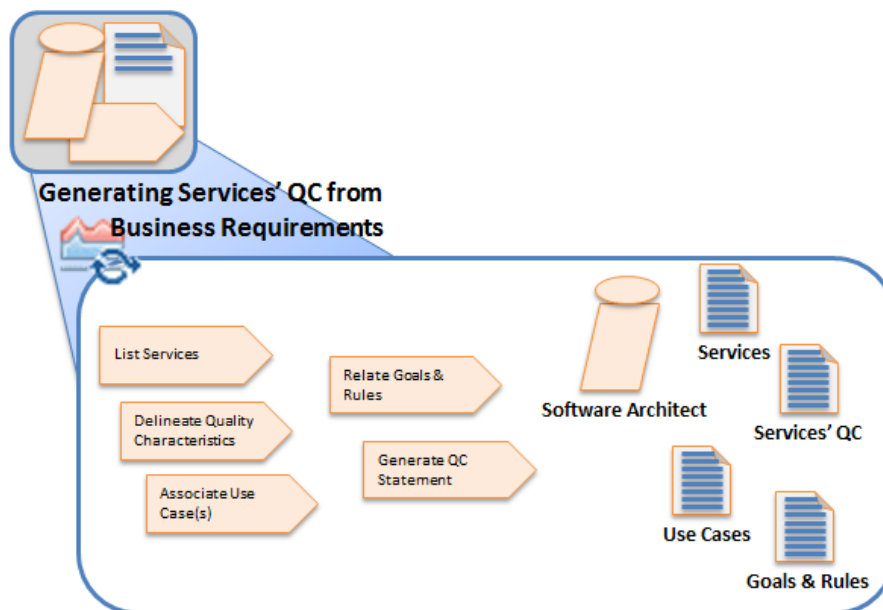 Generating Services' QC from
Business Requirements
List Services
Delineate Quality
Characteristics
Associate Use
Case(s)
Relate Goals &
Rules
Generate QC
Statement
Software Architect
Services
Services' QC
Use Cases
Goals & Rules